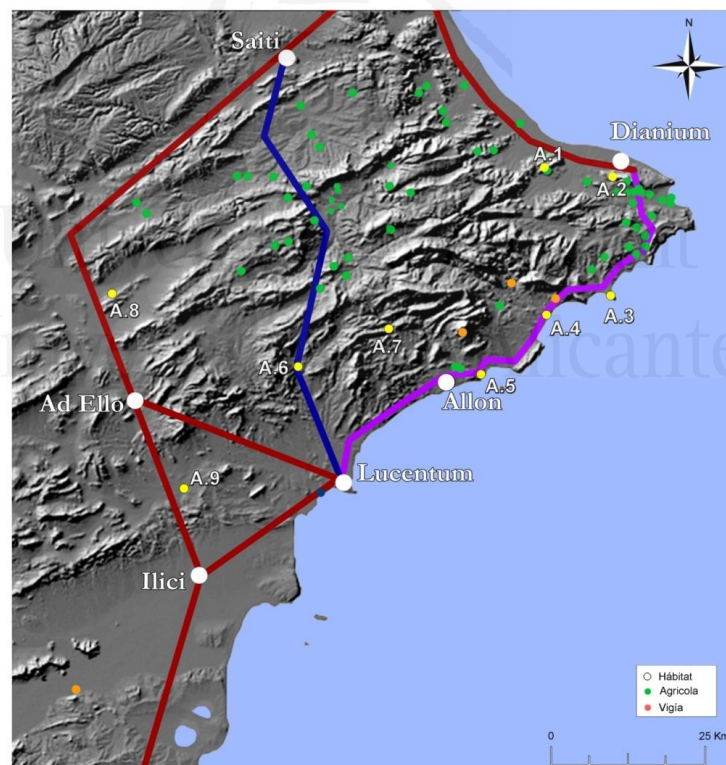 N
Saiti
Dianium
A.1
A.2
A.3
A.8
A.4
A.7
A.6
Ad Ello
A.5
Allon
A.9
Lucentum
Ilici
Hábitat
Agricola
Vigía
0 25 Km